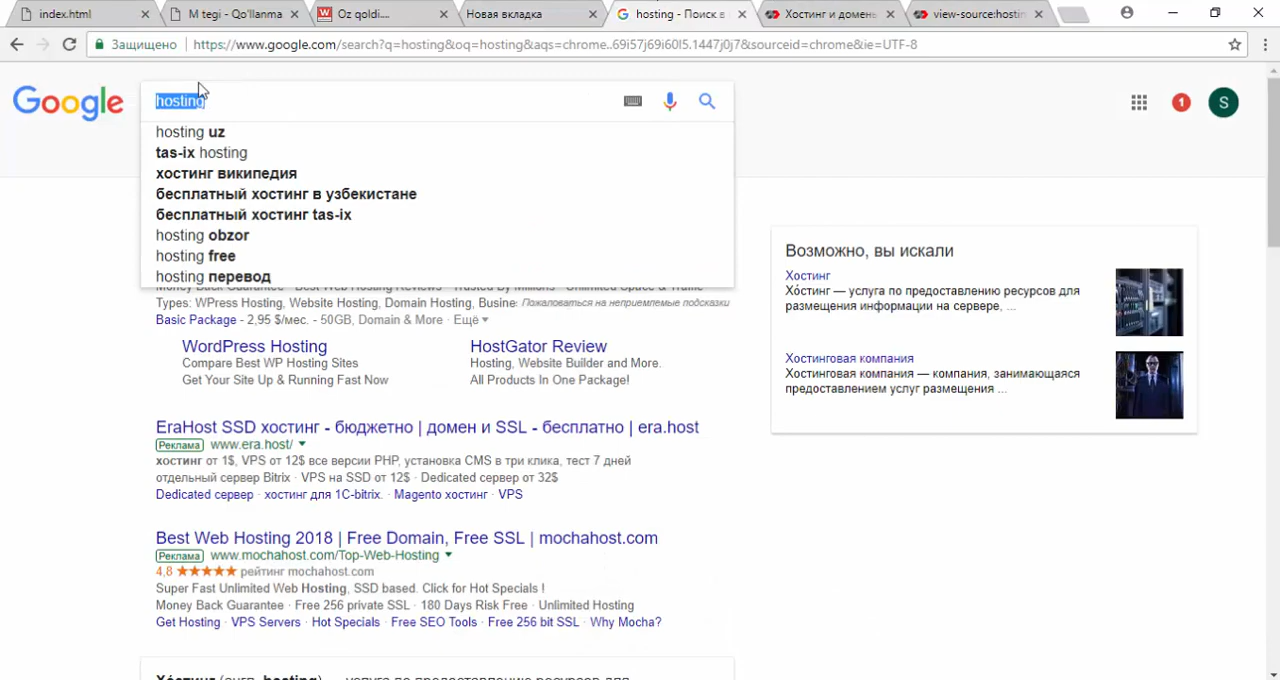 index.html
M tegi - Qo'llanma
Oz qoldi....
Новая вкладка
hosting - Поиск в
Хостинг и домены
view-source:hostin
Защищено
https://www.google.com/search?q=hosting&oq=hosting&aqs=chrome..69i57j69i60l5.1447j0j7&sourceid=chrome&ie=UTF-8
Google
hosting
1
S
hosting uz
tas-ix hosting
хостинг википедия
бесплатный хостинг в узбекистане
бесплатный хостинг tas-ix
hosting obzor
hosting free
hosting перевод
Money Back Guarantee · Best Web Hosting Reviews · Trusted By Millions · Unlimited Space & Traffic
Types: WPress Hosting, Website Hosting, Domain Hosting, Busine
Пожаловаться на неприемлемые подсказки
Basic Package - 2,95 $/мес. - 50GB, Domain & More · Ещё
WordPress Hosting
Compare Best WP Hosting Sites
Get Your Site Up & Running Fast Now
HostGator Review
Hosting, Website Builder and More.
All Products In One Package!
EraHost SSD хостинг - бюджетно | домен и SSL - бесплатно | era.host
Реклама www.era.host/
хостинг от 1$, VPS от 12$ все версии PHP, установка CMS в три клика, тест 7 дней
отдельный сервер Bitrix · VPS на SSD от 12$ · Dedicated сервер от 32$
Dedicated сервер · хостинг для 1C-bitrix. · Magento хостинг · VPS
Best Web Hosting 2018 | Free Domain, Free SSL | mochahost.com
Реклама www.mochahost.com/Top-Web-Hosting
4,8 ★★★★★ рейтинг mochahost.com
Super Fast Unlimited Web Hosting, SSD based. Click for Hot Specials !
Money Back Guarantee · Free 256 private SSL · 180 Days Risk Free · Unlimited Hosting
Get Hosting · VPS Servers · Hot Specials · Free SEO Tools · Free 256 bit SSL · Why Mocha?
Хо́стинг (англ. hosting) — услуга по предоставлению ресурсов для
Возможно, вы искали
Хостинг
Хо́стинг — услуга по предоставлению ресурсов для
размещения информации на сервере, ...
Хостинговая компания
Хостинговая компания — компания, занимающаяся
предоставлением услуг размещения ...